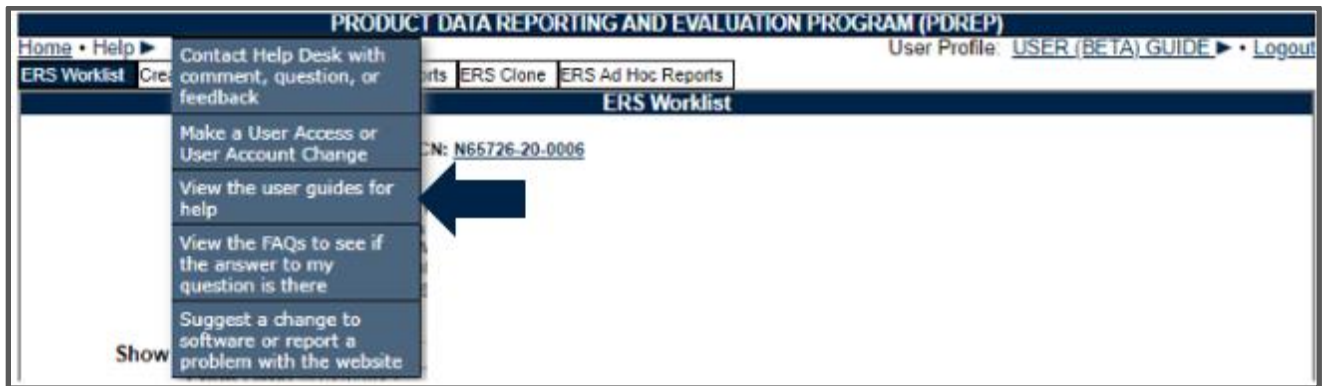 PRODUCT DATA REPORTING AND EVALUATION PROGRAM (PDREP)
Home • Help ▶ User Profile: USER (BETA) GUIDE ▶ • Logout
ERS Worklist Crea orts ERS Clone ERS Ad Hoc Reports
ERS Worklist
Contact Help Desk with
comment, question, or
feedback
Make a User Access or
User Account Change
CN: N65726-20-0006
View the user guides for
help
View the FAQs to see if
the answer to my
question is there
Suggest a change to
software or report a
problem with the website
Show